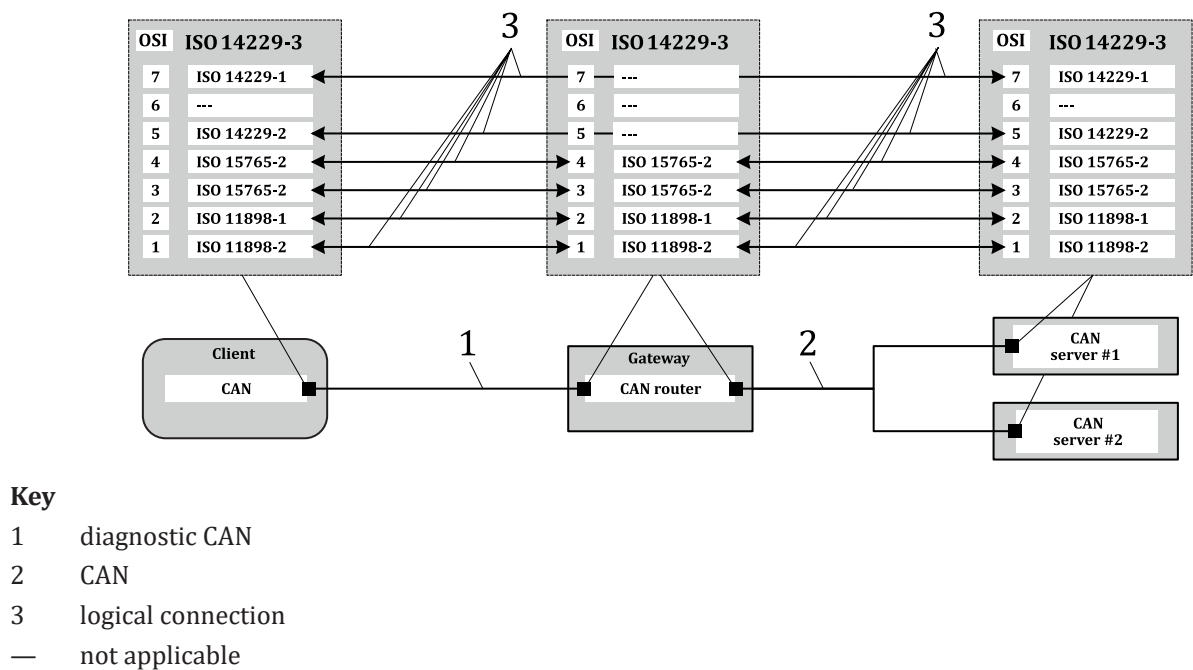 3 3
OSI ISO 14229-3 OSI ISO 14229-3 OSI ISO 14229-3
7 ISO 14229-1 7 --- 7 ISO 14229-1
6 --- 6 --- 6 ---
5 ISO 14229-2 5 --- 5 ISO 14229-2
4 ISO 15765-2 4 ISO 15765-2 4 ISO 15765-2
3 ISO 15765-2 3 ISO 15765-2 3 ISO 15765-2
2 ISO 11898-1 2 ISO 11898-1 2 ISO 11898-1
1 ISO 11898-2 1 ISO 11898-2 1 ISO 11898-2
Client
CAN
1
Gateway
CAN router
2
CAN
server #1
CAN
server #2
Key
1 diagnostic CAN
2 CAN
3 logical connection
— not applicable